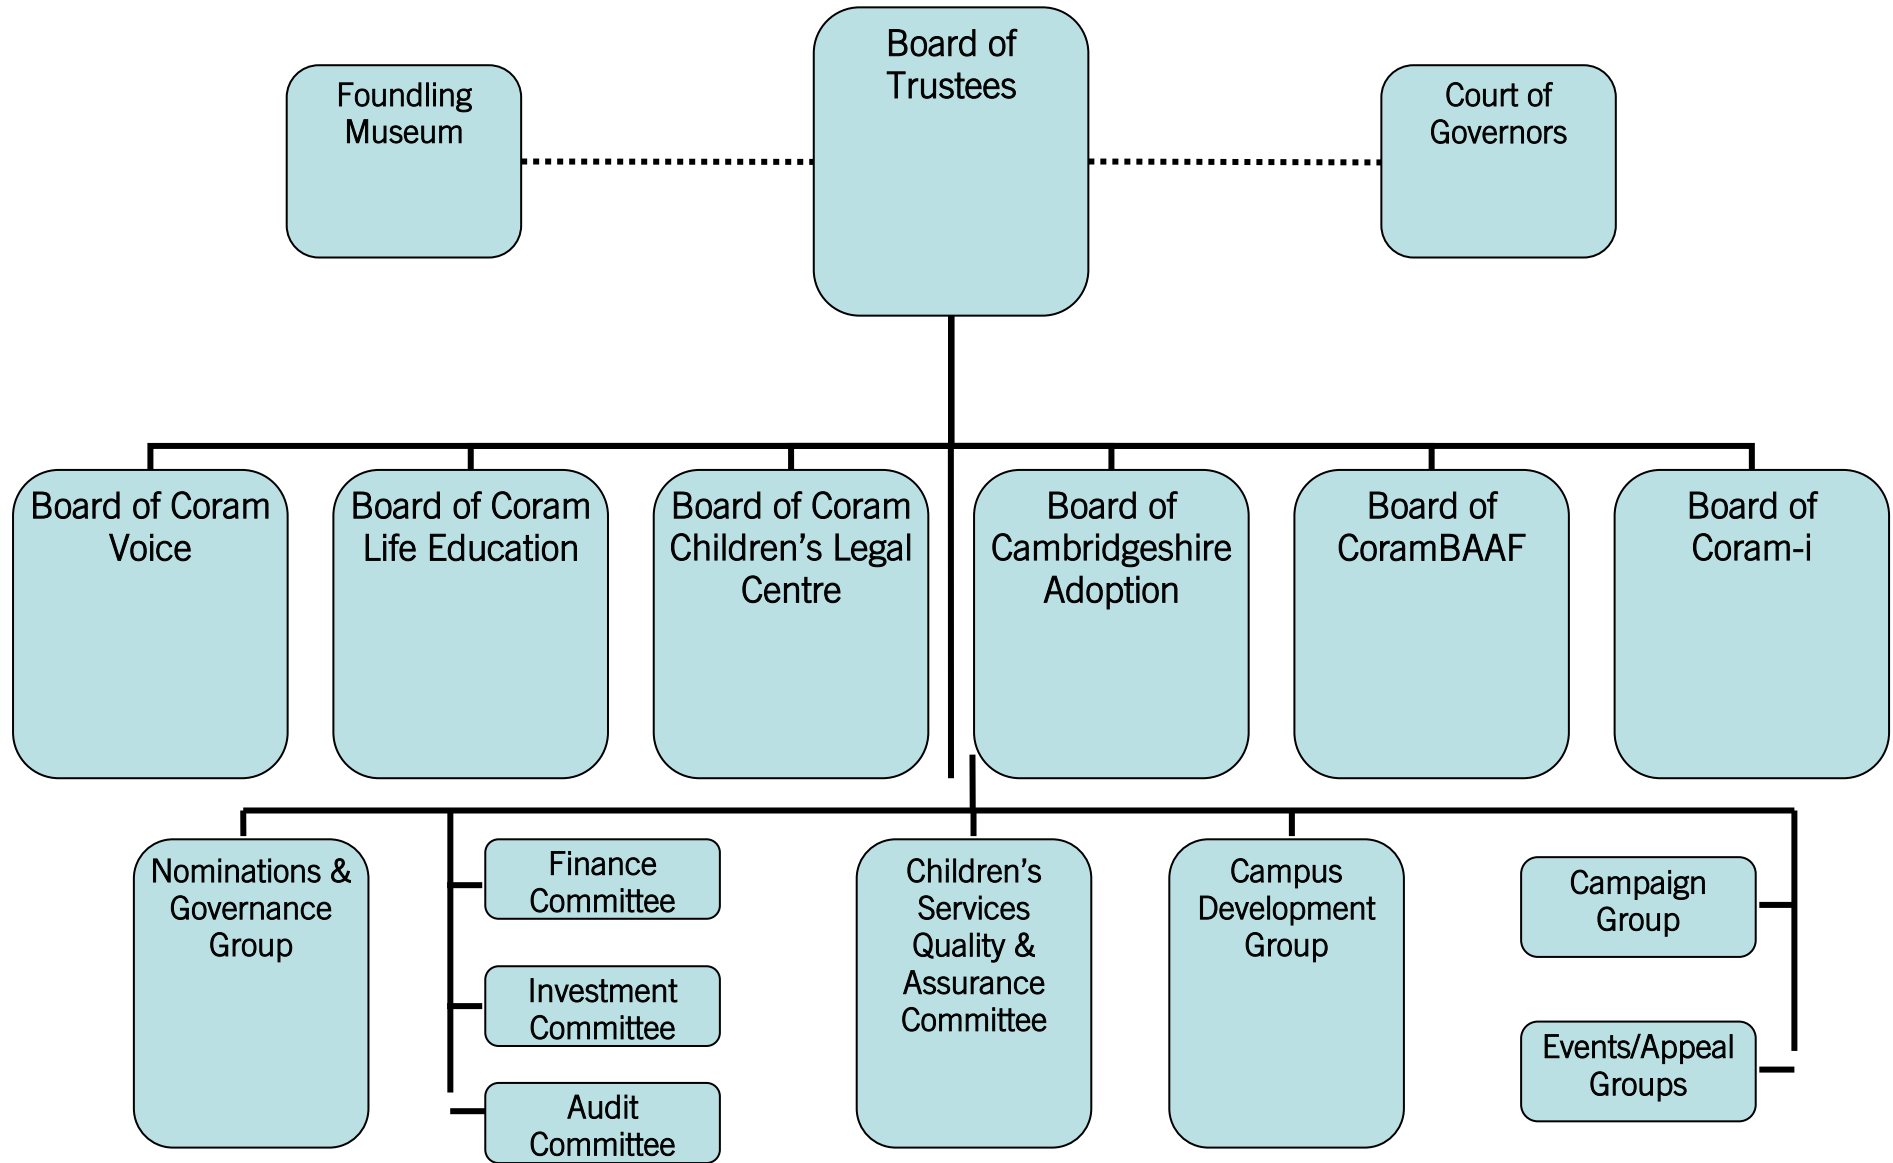 Board of
Trustees
Foundling
Museum
Court of
Governors
Board of Coram
Voice
Board of Coram
Life Education
Board of Coram
Children’s Legal
Centre
Board of
Cambridgeshire
Adoption
Board of
CoramBAAF
Board of
Coram-i
Nominations &
Governance
Group
Finance
Committee
Investment
Committee
Audit
Committee
Children’s
Services
Quality &
Assurance
Committee
Campus
Development
Group
Campaign
Group
Events/Appeal
Groups